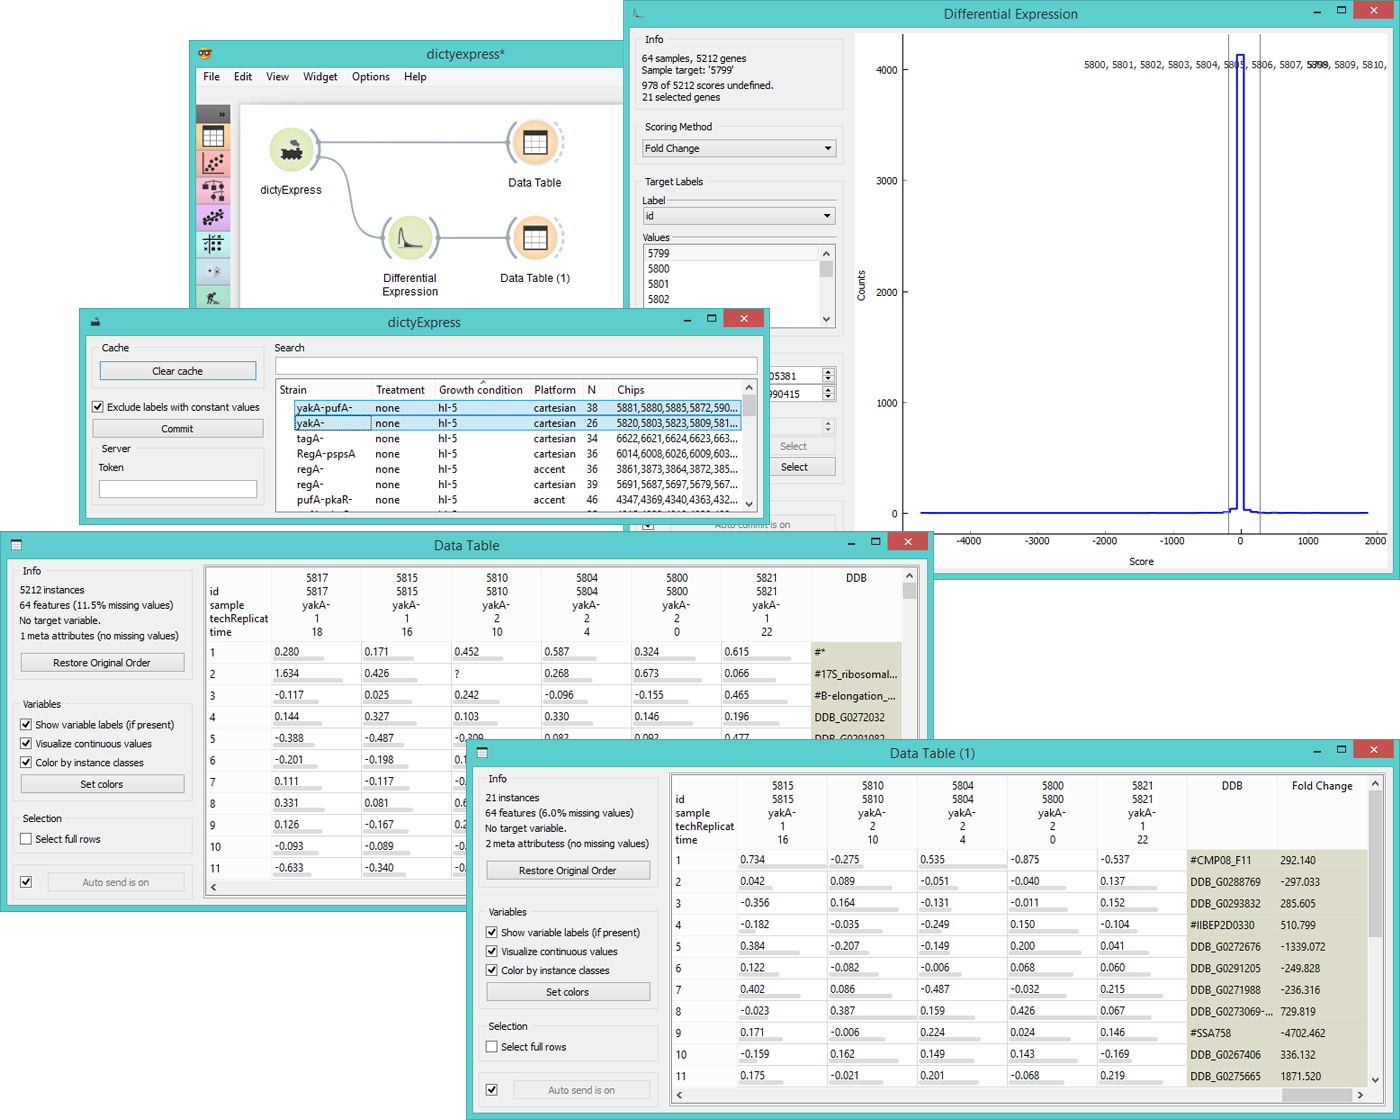 Differential Expression
Info
64 samples, 5212 genes
Sample target: '5799'
978 of 5212 scores undefined.
21 selected genes
Scoring Method
Fold Change
Target Labels
Label
id
Values
5799
5800
5801
5802
05381
990415
Select
Select
Auto commit is on
5800, 5801, 5802, 5803, 5804, 5805, 5806, 5807, 5808, 5809, 5810,
4000
3000
2000
1000
0
Counts
-4000 -3000 -2000 -1000 0 1000 2000
Score
dictyexpress*
File Edit View Widget Options Help
»
dictyExpress
Data Table
Differential
Expression
Data Table (1)
dictyExpress
Cache
Clear cache
Exclude labels with constant values
Commit
Server
Token
Search
Strain Treatment Growth condition Platform N Chips
yakA-pufA- none hl-5 cartesian 38 5881,5880,5885,5872,590...
yakA- none hl-5 cartesian 26 5820,5803,5823,5809,581...
tagA- none hl-5 cartesian 34 6622,6621,6624,6623,663...
RegA-pspsA none hl-5 cartesian 36 6014,6008,6026,6009,603...
regA- none hl-5 accent 36 3861,3873,3864,3872,385...
regA- none hl-5 cartesian 39 5691,5687,5697,5679,567...
pufA-pkaR- none hl-5 accent 46 4347,4369,4340,4363,432...
Data Table
Info
5212 instances
64 features (11.5% missing values)
No target variable.
1 meta attributes (no missing values)
Restore Original Order
Variables
Show variable labels (if present)
Visualize continuous values
Color by instance classes
Set colors
Selection
Select full rows
Auto send is on
5817 5815 5810 5804 5800 5821 DDB
id 5817 5815 5810 5804 5800 5821
sample yakA- yakA- yakA- yakA- yakA- yakA-
techReplicat 1 1 2 2 2 1
time 18 16 10 4 0 22
1 0.280 0.171 0.452 0.587 0.324 0.615 #*
2 1.634 0.426 ? 0.268 0.673 0.066 #17S_ribosomal...
3 -0.117 0.025 0.242 -0.096 -0.155 0.465 #B-elongation_...
4 0.144 0.327 0.103 0.330 0.146 0.196 DDB_G0272032
5 -0.388 -0.487 -0.309 0.082 0.092 0.477 DDB_G0291982
6 -0.201 -0.198
7 0.111 -0.117
8 0.331 0.081
9 0.126 -0.167
10 -0.093 -0.089
11 -0.633 -0.340
Data Table (1)
Info
21 instances
64 features (6.0% missing values)
No target variable.
2 meta attributess (no missing values)
Restore Original Order
Variables
Show variable labels (if present)
Visualize continuous values
Color by instance classes
Set colors
Selection
Select full rows
Auto send is on
5815 5810 5804 5800 5821 DDB Fold Change
id 5815 5810 5804 5800 5821
sample yakA- yakA- yakA- yakA- yakA-
techReplicat 1 2 2 2 1
time 16 10 4 0 22
1 0.734 -0.275 0.535 -0.875 -0.537 #CMP08_F11 292.140
2 0.042 0.089 -0.051 -0.040 0.137 DDB_G0288769 -297.033
3 -0.356 0.164 -0.131 -0.011 0.152 DDB_G0293832 285.605
4 -0.182 -0.035 -0.249 0.150 -0.104 #IIBEP2D0330 510.799
5 0.384 -0.207 -0.149 0.200 0.041 DDB_G0272676 -1339.072
6 0.122 -0.082 -0.006 0.068 0.060 DDB_G0291205 -249.828
7 0.402 0.086 -0.487 -0.032 0.215 DDB_G0271988 -236.316
8 -0.023 0.387 0.159 0.426 0.067 DDB_G0273069-... 729.819
9 0.171 -0.006 0.224 0.024 0.146 #SSA758 -4702.462
10 -0.159 0.162 0.149 0.143 -0.169 DDB_G0267406 336.132
11 0.175 -0.021 0.201 -0.068 0.219 DDB_G0275665 1871.520